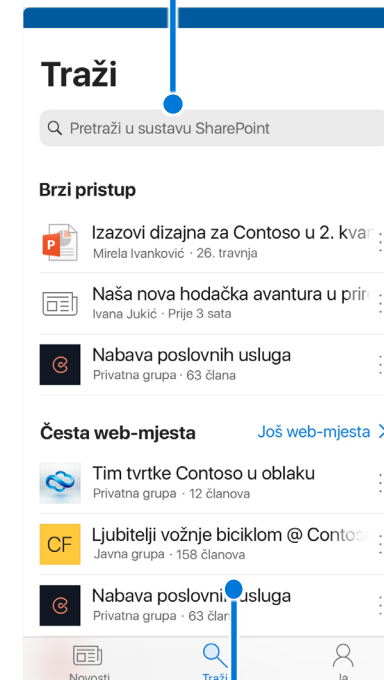 Traži
Pretraži u sustavu SharePoint
Brzi pristup
P
Izazovi dizajna za Contoso u 2.
Mirela Ivanković · 26. travnja
Naša nova hodačka avantura u
Ivana Jukić · Prije 3 sata
Nabava poslovnih usluga
Privatna grupa · 63 člana
Česta web-mjesta
Još web-mjesta
Tim tvrtke Contoso u oblaku
Privatna grupa · 12 članova
CF
Ljubitelji vožnje biciklom @ Contoso
Javna grupa · 158 članova
Nabava poslovnih usluga
Privatna grupa · 63 člana
Novosti
Traži
Ja